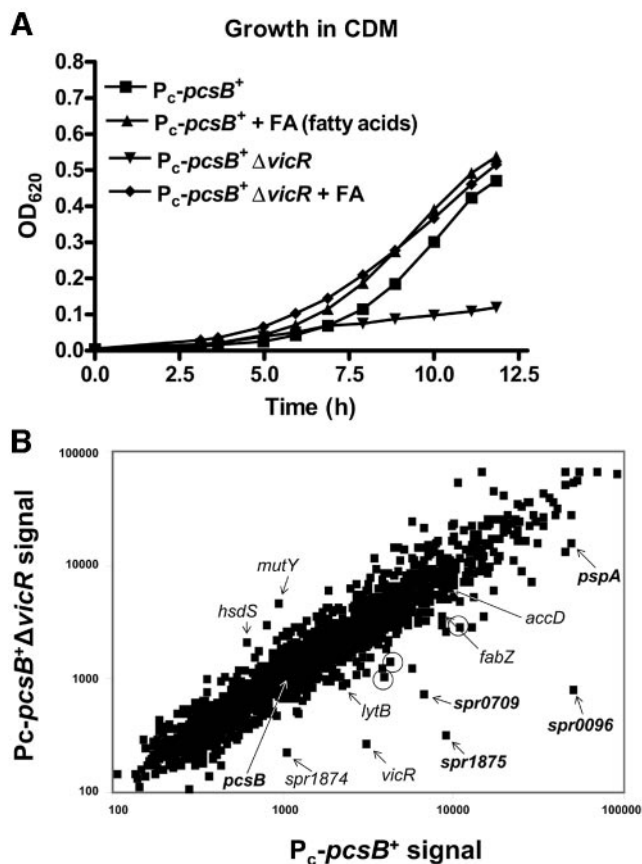 A
Growth in CDM
0.8
0.7
0.6
0.5
0.4
0.3
0.2
0.1
0.0
OD620
Pc-pcsB+
Pc-pcsB+ + FA (fatty acids)
Pc-pcsB+ ΔvicR
Pc-pcsB+ ΔvicR + FA
0.0 2.5 5.0 7.5 10.0 12.5
Time (h)
B
100000
10000
1000
100
Pc-pcsB+ΔvicR signal
mutY
hsdS
pspA
accD
fabZ
lytB
spr0709
spr0096
pcsB
spr1874
vicR
spr1875
100 1000 10000 100000
Pc-pcsB+ signal